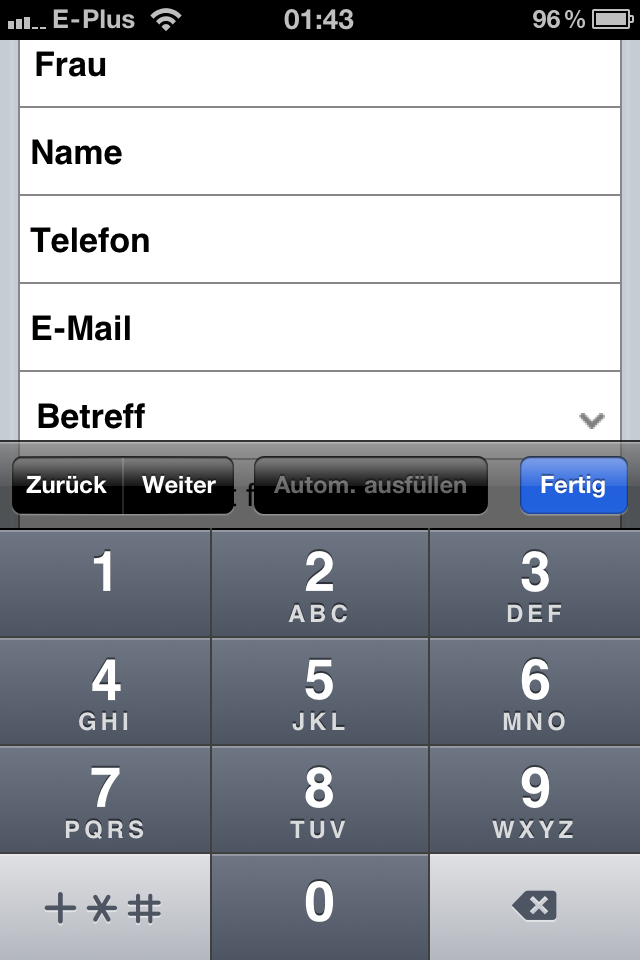 E-Plus 01:43 96 %
Frau
Name
Telefon
E-Mail
Betreff
Zurück Weiter Autom. ausfüllen Fertig
1 2 3
ABC DEF
4 5 6
GHI JKL MNO
7 8 9
PQRS TUV WXYZ
+ * # 0